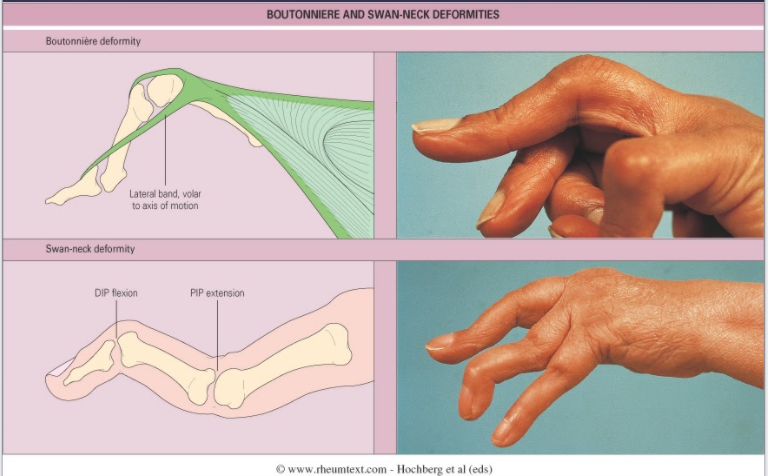 BOUTONNIERE AND SWAN-NECK DEFORMITIES
Boutonnière deformity
Lateral band, volar
to axis of motion
Swan-neck deformity
DIP flexion
PIP extension
© www.rheumtext.com - Hochberg et al (eds)